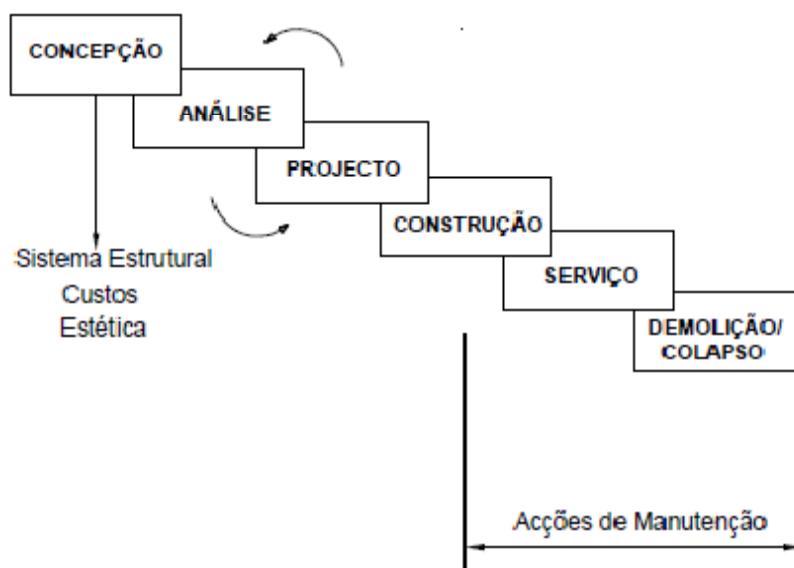 CONCEPÇÃO
ANÁLISE
PROJECTO
CONSTRUÇÃO
SERVIÇO
DEMOLIÇÃO/
COLAPSO
Sistema Estrutural
Custos
Estética
Acções de Manutenção